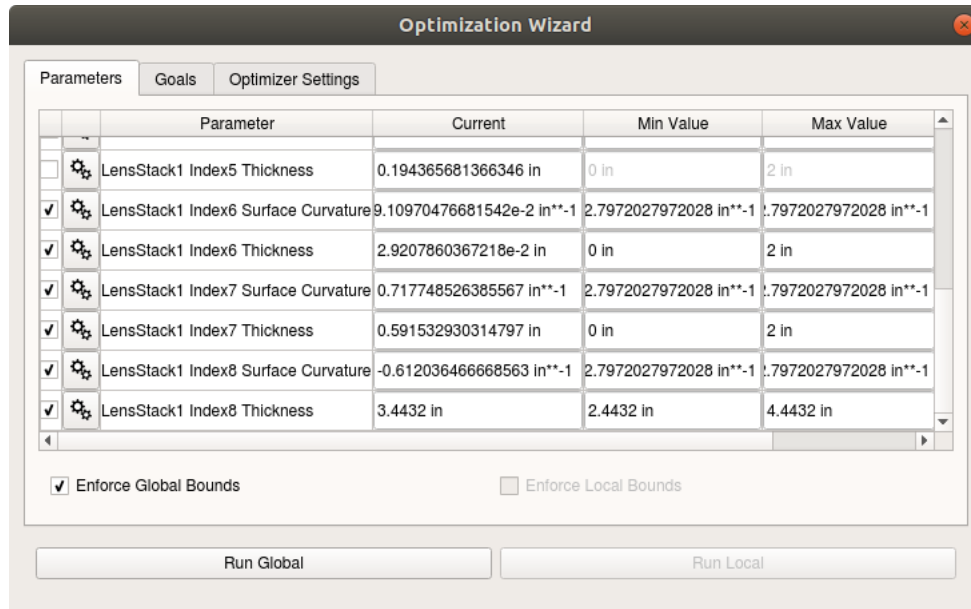 Optimization Wizard
Parameters Goals Optimizer Settings
Parameter Current Min Value Max Value
LensStack1 Index5 Thickness 0.194365681366346 in 0 in 2 in
LensStack1 Index6 Surface Curvature 9.10970476681542e-2 in**-1 2.7972027972028 in**-1 2.7972027972028 in**-1
LensStack1 Index6 Thickness 2.9207860367218e-2 in 0 in 2 in
LensStack1 Index7 Surface Curvature 0.717748526385567 in**-1 2.7972027972028 in**-1 2.7972027972028 in**-1
LensStack1 Index7 Thickness 0.591532930314797 in 0 in 2 in
LensStack1 Index8 Surface Curvature -0.612036466668563 in**-1 2.7972027972028 in**-1 2.7972027972028 in**-1
LensStack1 Index8 Thickness 3.4432 in 2.4432 in 4.4432 in
Enforce Global Bounds Enforce Local Bounds
Run Global Run Local